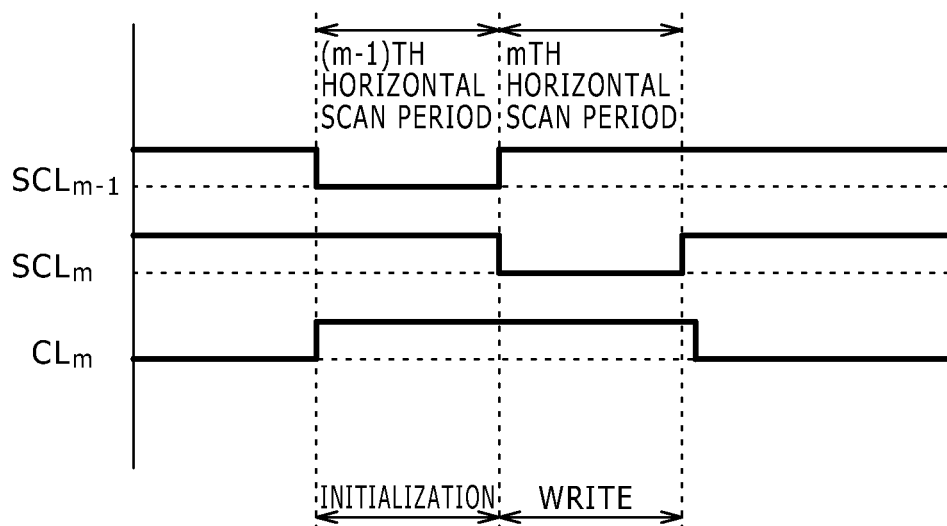 (m-1)TH
HORIZONTAL
SCAN PERIOD
mTH
HORIZONTAL
SCAN PERIOD
SCLm-1
SCLm
CLm
INITIALIZATION
WRITE